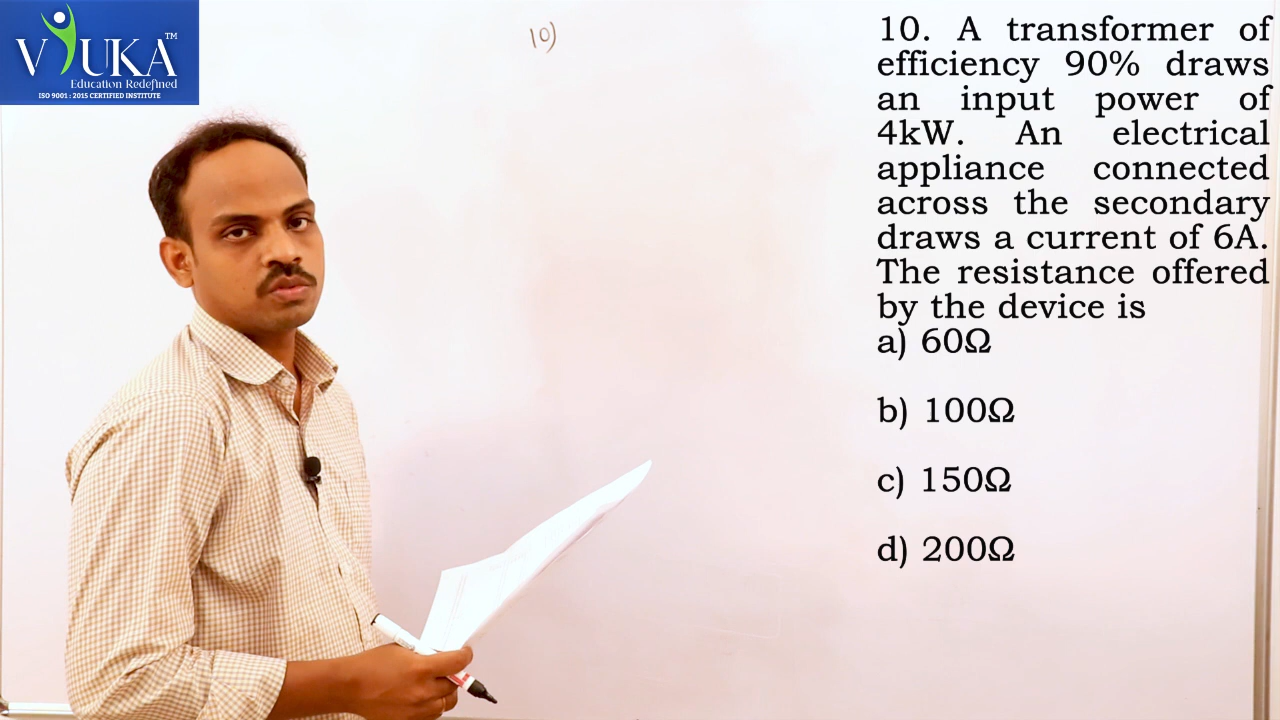 VJUKA™
Education Redefined
ISO 9001 : 2015 CERTIFIED INSTITUTE
10)
10. A transformer of
efficiency 90% draws
an input power of
4kW. An electrical
appliance connected
across the secondary
draws a current of 6A.
The resistance offered
by the device is
a) 60Ω
b) 100Ω
c) 150Ω
d) 200Ω